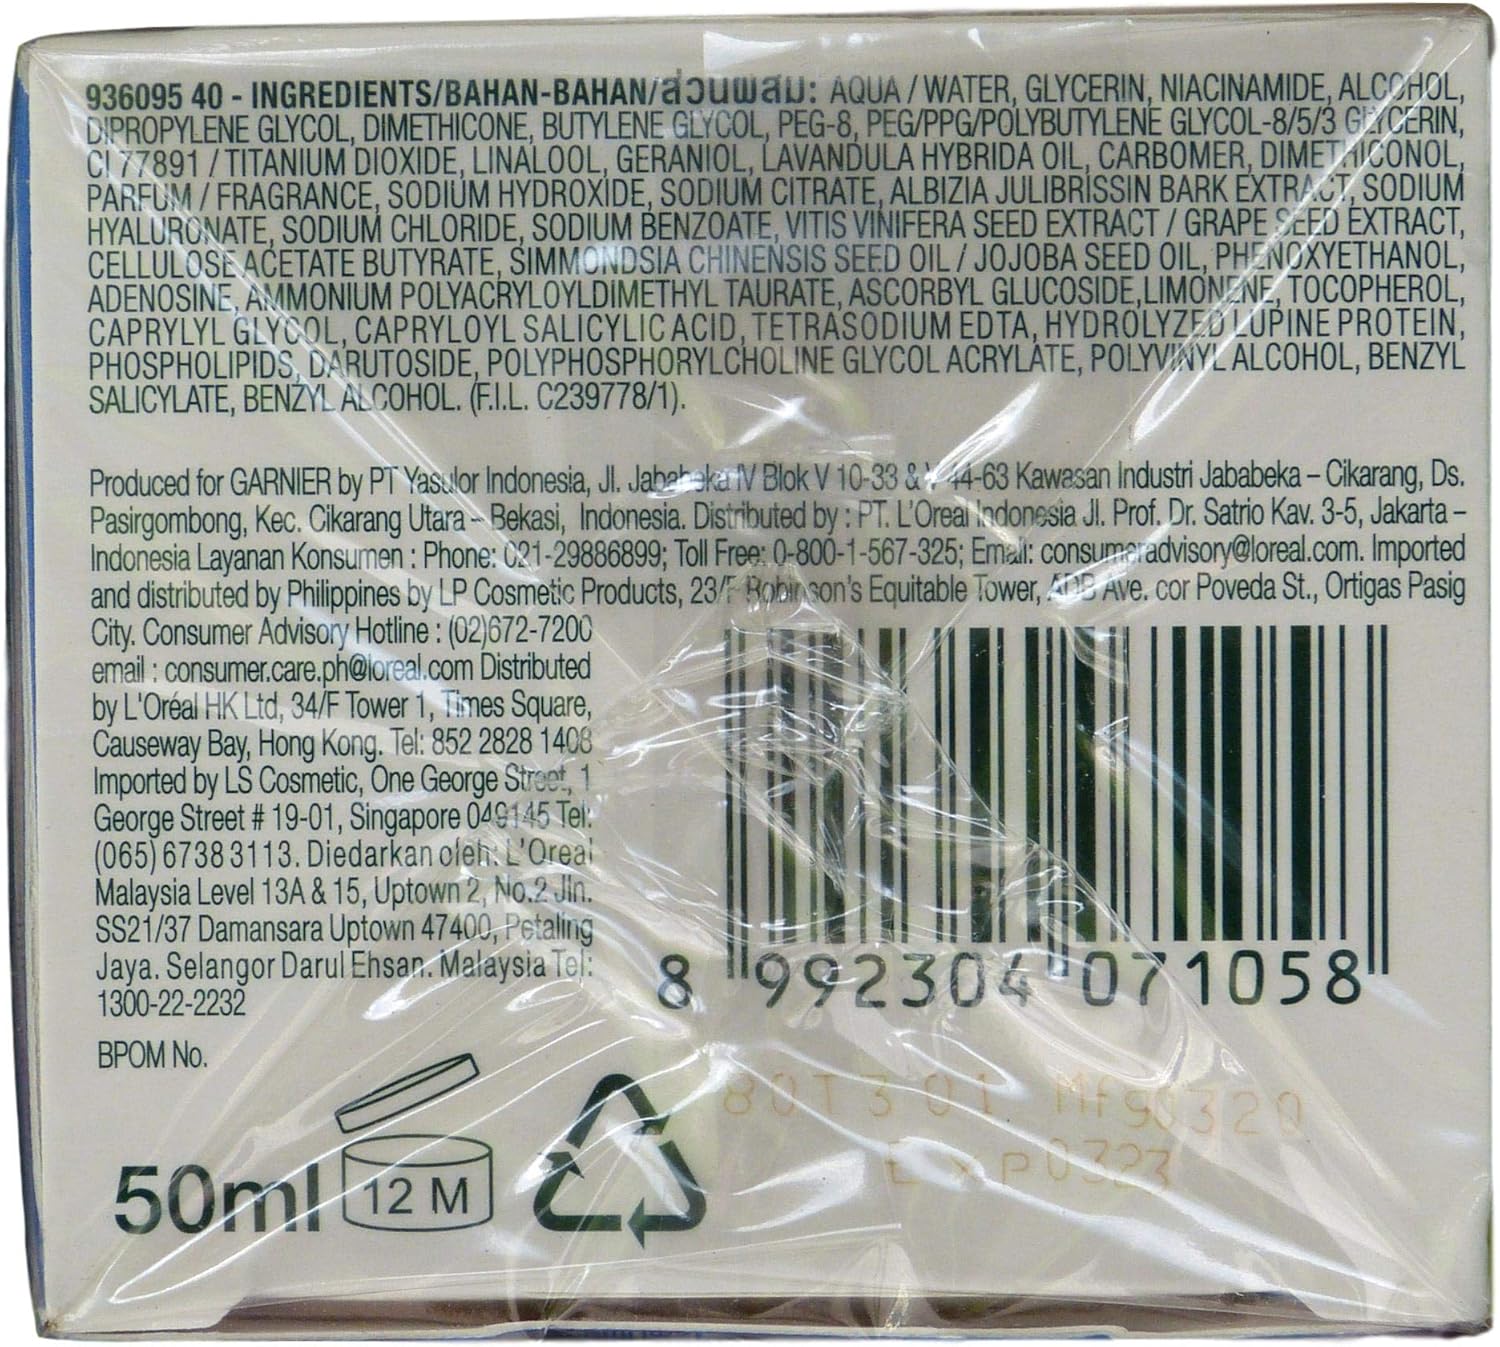 936095 40 - INGREDIENTS/BAHAN-BAHAN/ส่วนผสม: AQUA / WATER, GLYCERIN, NIACINAMIDE, ALCOHOL,
DIPROPYLENE GLYCOL, DIMETHICONE, BUTYLENE GLYCOL, PEG-8, PEG/PPG/POLYBUTYLENE GLYCOL-8/5/3 GLYCERIN,
CI 77891 / TITANIUM DIOXIDE, LINALOOL, GERANIOL, LAVANDULA HYBRIDA OIL, CARBOMER, DIMETHICONOL,
PARFUM / FRAGRANCE, SODIUM HYDROXIDE, SODIUM CITRATE, ALBIZIA JULIBRISSIN BARK EXTRACT, SODIUM
HYALURONATE, SODIUM CHLORIDE, SODIUM BENZOATE, VITIS VINIFERA SEED EXTRACT / GRAPE SEED EXTRACT,
CELLULOSE ACETATE BUTYRATE, SIMMONDSIA CHINENSIS SEED OIL / JOJOBA SEED OIL, PHENOXYETHANOL,
ADENOSINE, AMMONIUM POLYACRYLOYLDIMETHYL TAURATE, ASCORBYL GLUCOSIDE,LIMONENE, TOCOPHEROL,
CAPRYLYL GLYCOL, CAPRYLOYL SALICYLIC ACID, TETRASODIUM EDTA, HYDROLYZED LUPINE PROTEIN,
PHOSPHOLIPIDS, DARUTOSIDE, POLYPHOSPHORYLCHOLINE GLYCOL ACRYLATE, POLYVINYL ALCOHOL, BENZYL
SALICYLATE, BENZYL ALCOHOL. (F.I.L. C239778/1).
Produced for GARNIER by PT Yasulor Indonesia, Jl. Jababeka IV Blok V 10-33 & V 44-63 Kawasan Industri Jababeka – Cikarang, Ds.
Pasirgombong, Kec. Cikarang Utara – Bekasi, Indonesia. Distributed by : PT. L'Oreal Indonesia Jl. Prof. Dr. Satrio Kav. 3-5, Jakarta –
Indonesia Layanan Konsumen : Phone: 021-29886899; Toll Free: 0-800-1-567-325; Email: consumeradvisory@loreal.com. Imported
and distributed by Philippines by LP Cosmetic Products, 23/F Robinson's Equitable Tower, ADB Ave. cor Poveda St., Ortigas Pasig
City. Consumer Advisory Hotline : (02)672-7200
email : consumer.care.ph@loreal.com Distributed
by L'Oréal HK Ltd, 34/F Tower 1, Times Square,
Causeway Bay, Hong Kong. Tel: 852 2828 1408
Imported by LS Cosmetic, One George Street, 1
George Street # 19-01, Singapore 049145 Tel:
(065) 6738 3113. Diedarkan oleh: L'Oreal
Malaysia Level 13A & 15, Uptown 2, No.2 Jln.
SS21/37 Damansara Uptown 47400, Petaling
Jaya. Selangor Darul Ehsan. Malaysia Tel:
1300-22-2232
8 992304 071058
BPOM No.
80T301 Mfg0320
Exp0323
50ml 12 M